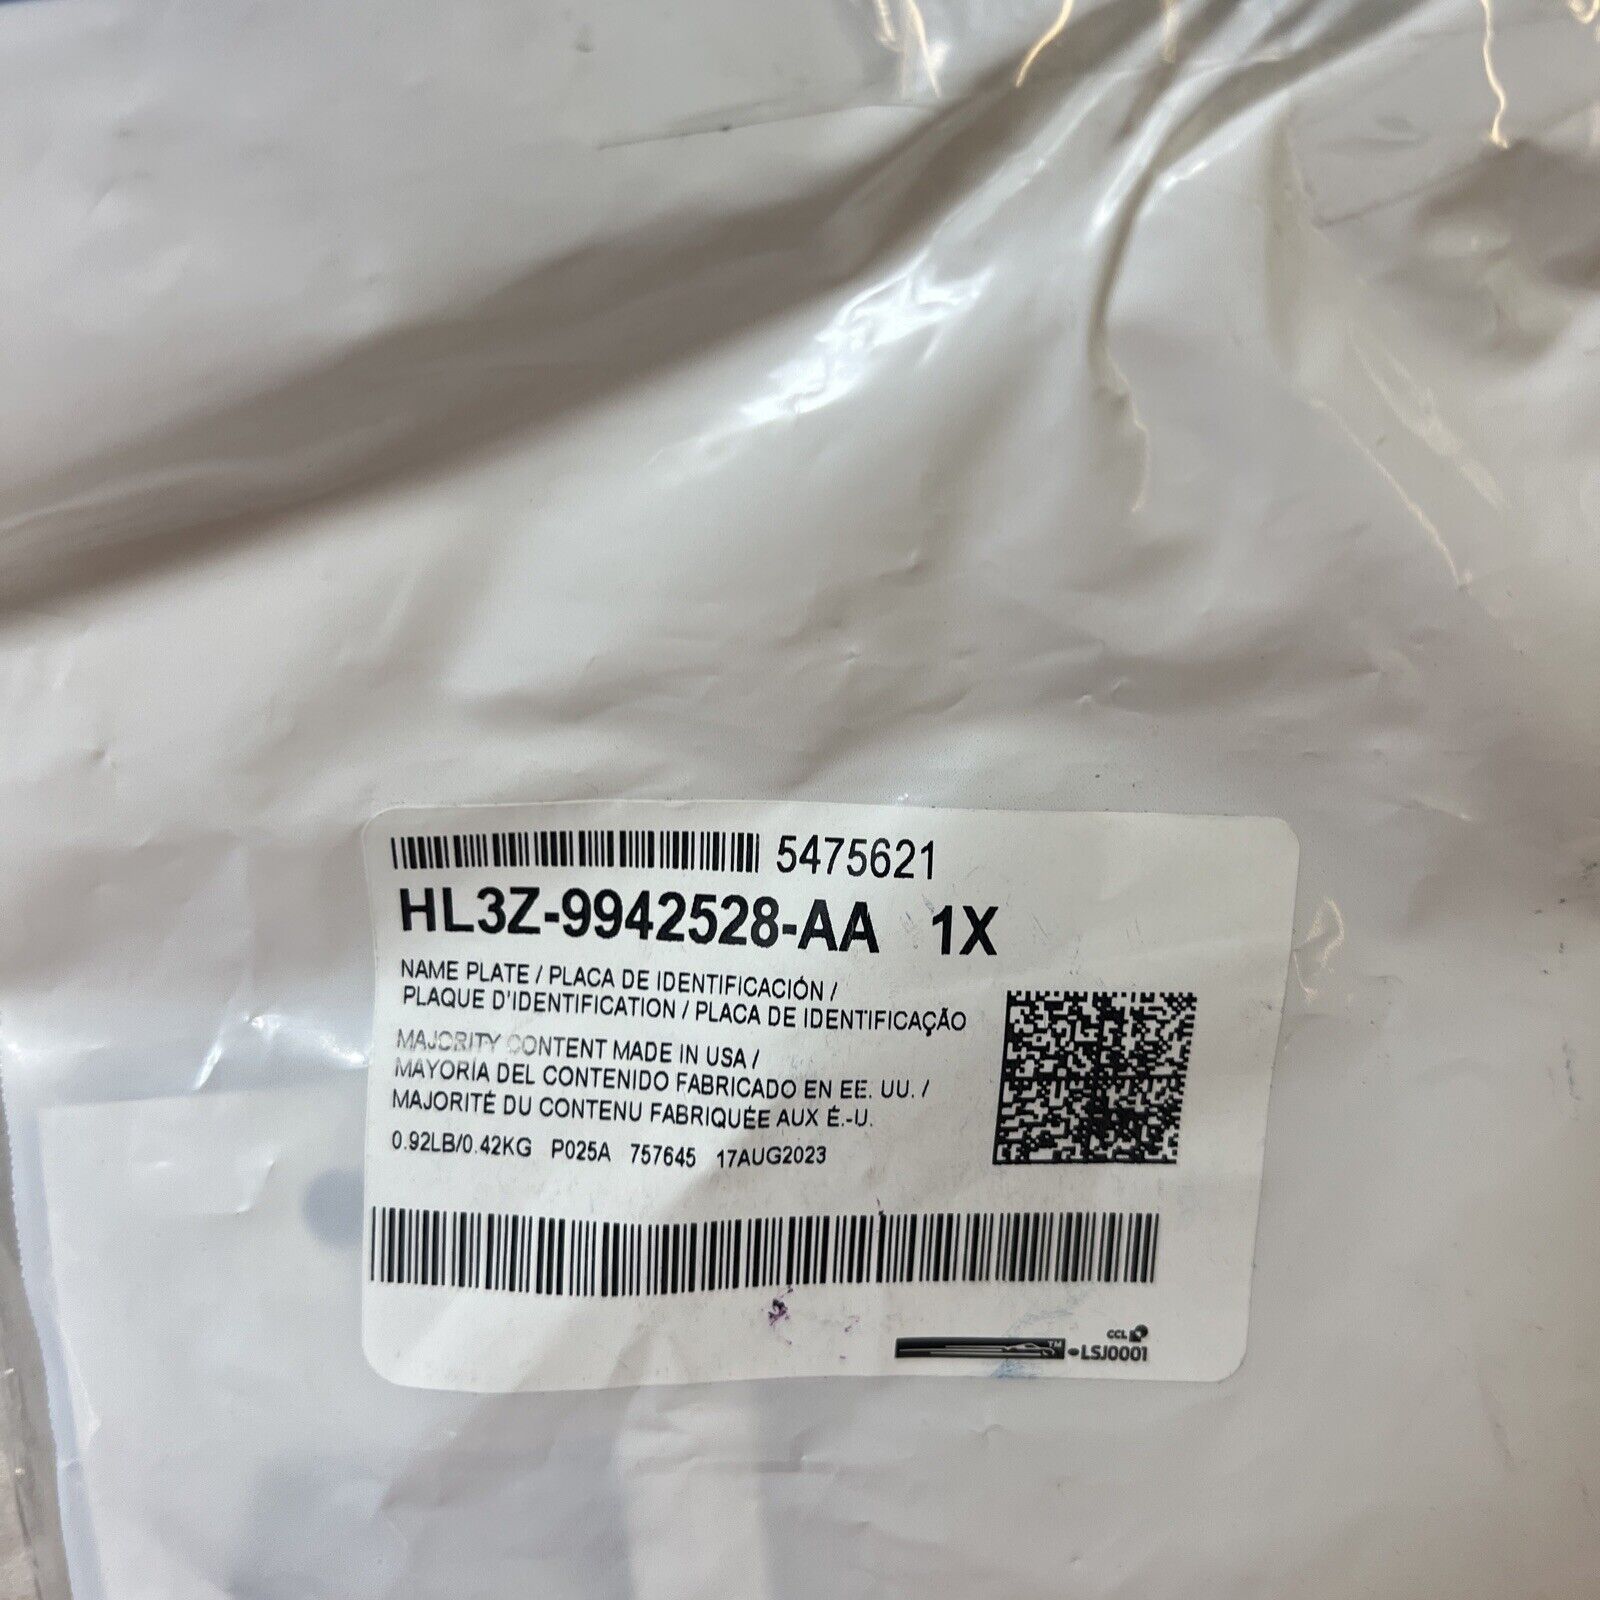 5475621
HL3Z-9942528-AA 1X
NAME PLATE / PLACA DE IDENTIFICACIÓN /
PLAQUE D'IDENTIFICATION / PLACA DE IDENTIFICAÇÃO
MAJORITY CONTENT MADE IN USA /
MAYORÍA DEL CONTENIDO FABRICADO EN EE. UU. /
MAJORITÉ DU CONTENU FABRIQUÉE AUX É.-U.
0.92LB/0.42KG P025A 757645 17AUG2023
CCL
TM LSJ0001